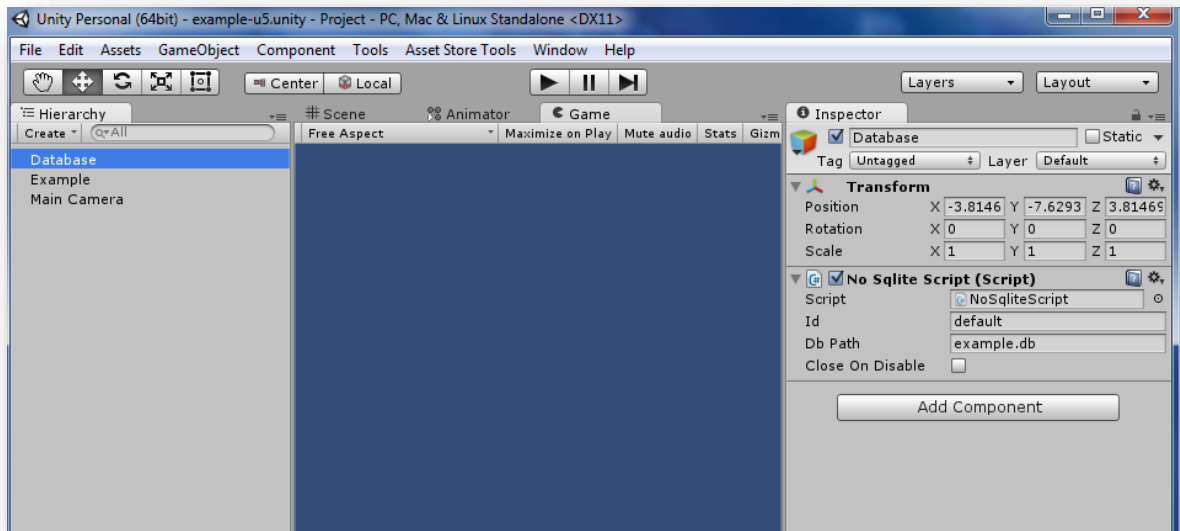 Unity Personal (64bit) - example-u5.unity - Project - PC, Mac & Linux Standalone <DX11>
File Edit Assets GameObject Component Tools Asset Store Tools Window Help
Center Local Layers Layout
Hierarchy
Create All
Database
Example
Main Camera
Scene Animator Game
Free Aspect Maximize on Play Mute audio Stats Gizm
Inspector
Database Static
Tag Untagged Layer Default
Transform
Position X -3.8146 Y -7.6293 Z 3.81469
Rotation X 0 Y 0 Z 0
Scale X 1 Y 1 Z 1
No Sqlite Script (Script)
Script NoSqliteScript
Id default
Db Path example.db
Close On Disable
Add Component